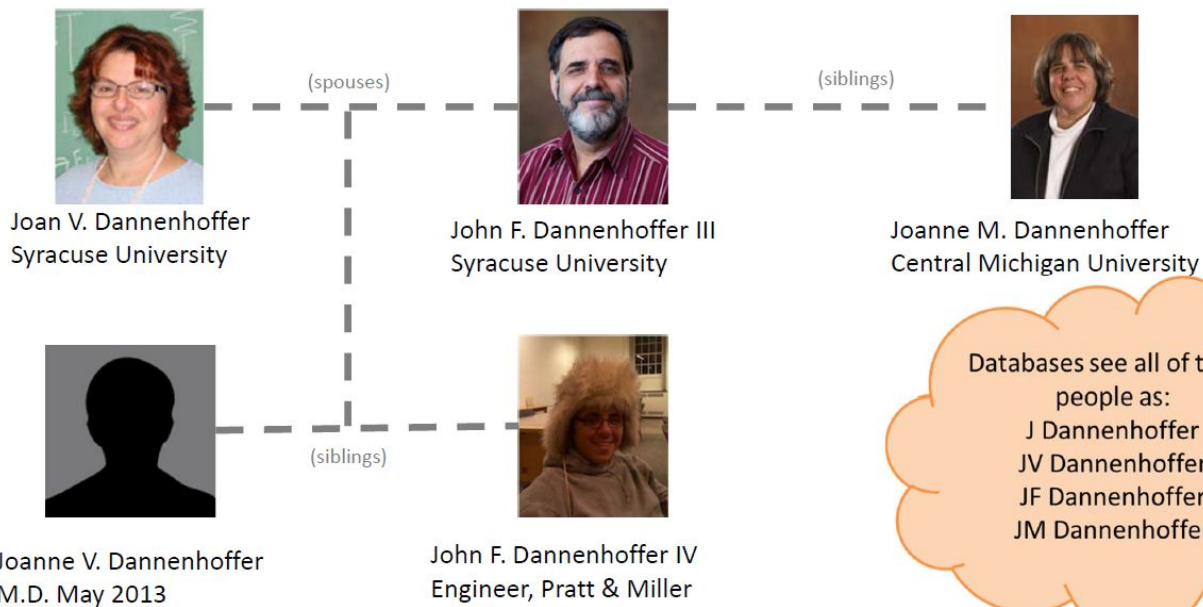 (spouses)
(siblings)
Joan V. Dannenhoffer
Syracuse University
John F. Dannenhoffer III
Syracuse University
Joanne M. Dannenhoffer
Central Michigan University
(siblings)
Joanne V. Dannenhoffer
M.D. May 2013
John F. Dannenhoffer IV
Engineer, Pratt & Miller
Databases see all of
people as:
J Dannenhoffer
JV Dannenhoffer
JF Dannenhoffer
JM Dannenhoffe